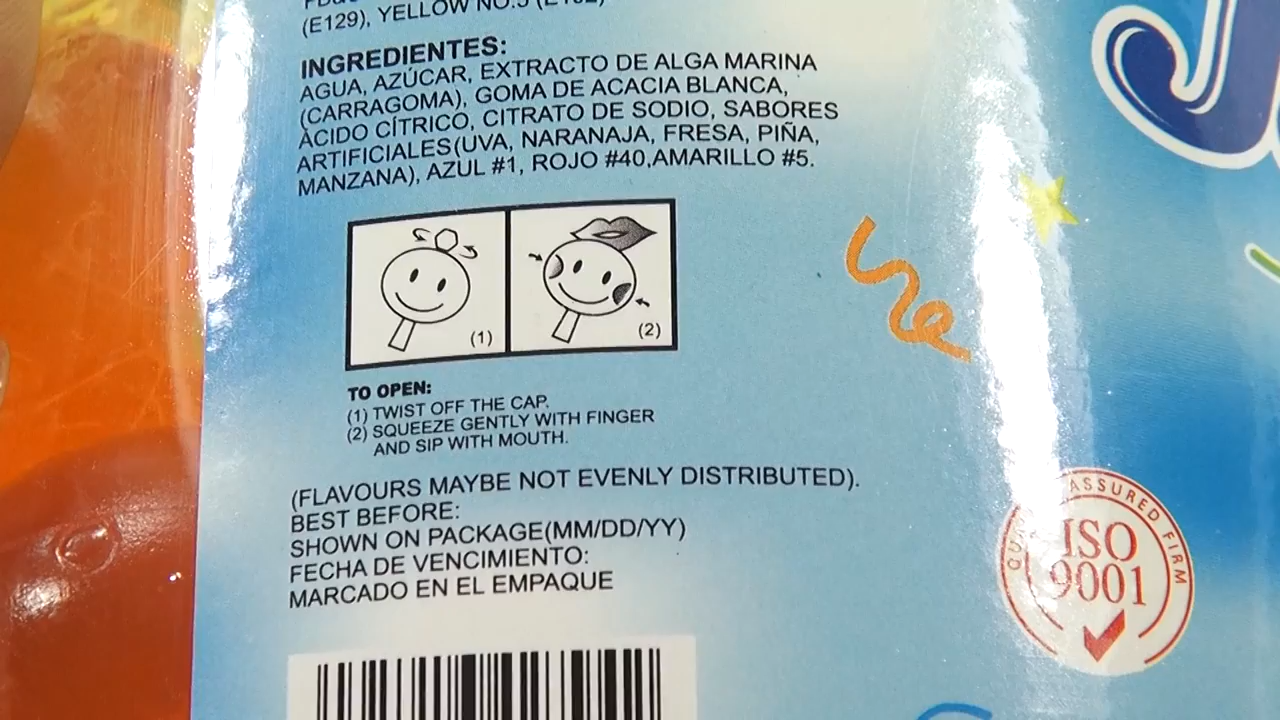 (E129), YELLOW NO.5
INGREDIENTES:
AGUA, AZÚCAR, EXTRACTO DE ALGA MARINA
(CARRAGOMA), GOMA DE ACACIA BLANCA,
ÁCIDO CÍTRICO, CITRATO DE SODIO, SABORES
ARTIFICIALES(UVA, NARANAJA, FRESA, PIÑA,
MANZANA), AZUL #1, ROJO #40,AMARILLO #5.
(1)
(2)
TO OPEN:
(1) TWIST OFF THE CAP.
(2) SQUEEZE GENTLY WITH FINGER
AND SIP WITH MOUTH.
(FLAVOURS MAYBE NOT EVENLY DISTRIBUTED).
BEST BEFORE:
SHOWN ON PACKAGE(MM/DD/YY)
FECHA DE VENCIMIENTO:
MARCADO EN EL EMPAQUE
ASSURED FIRM
ISO
9001